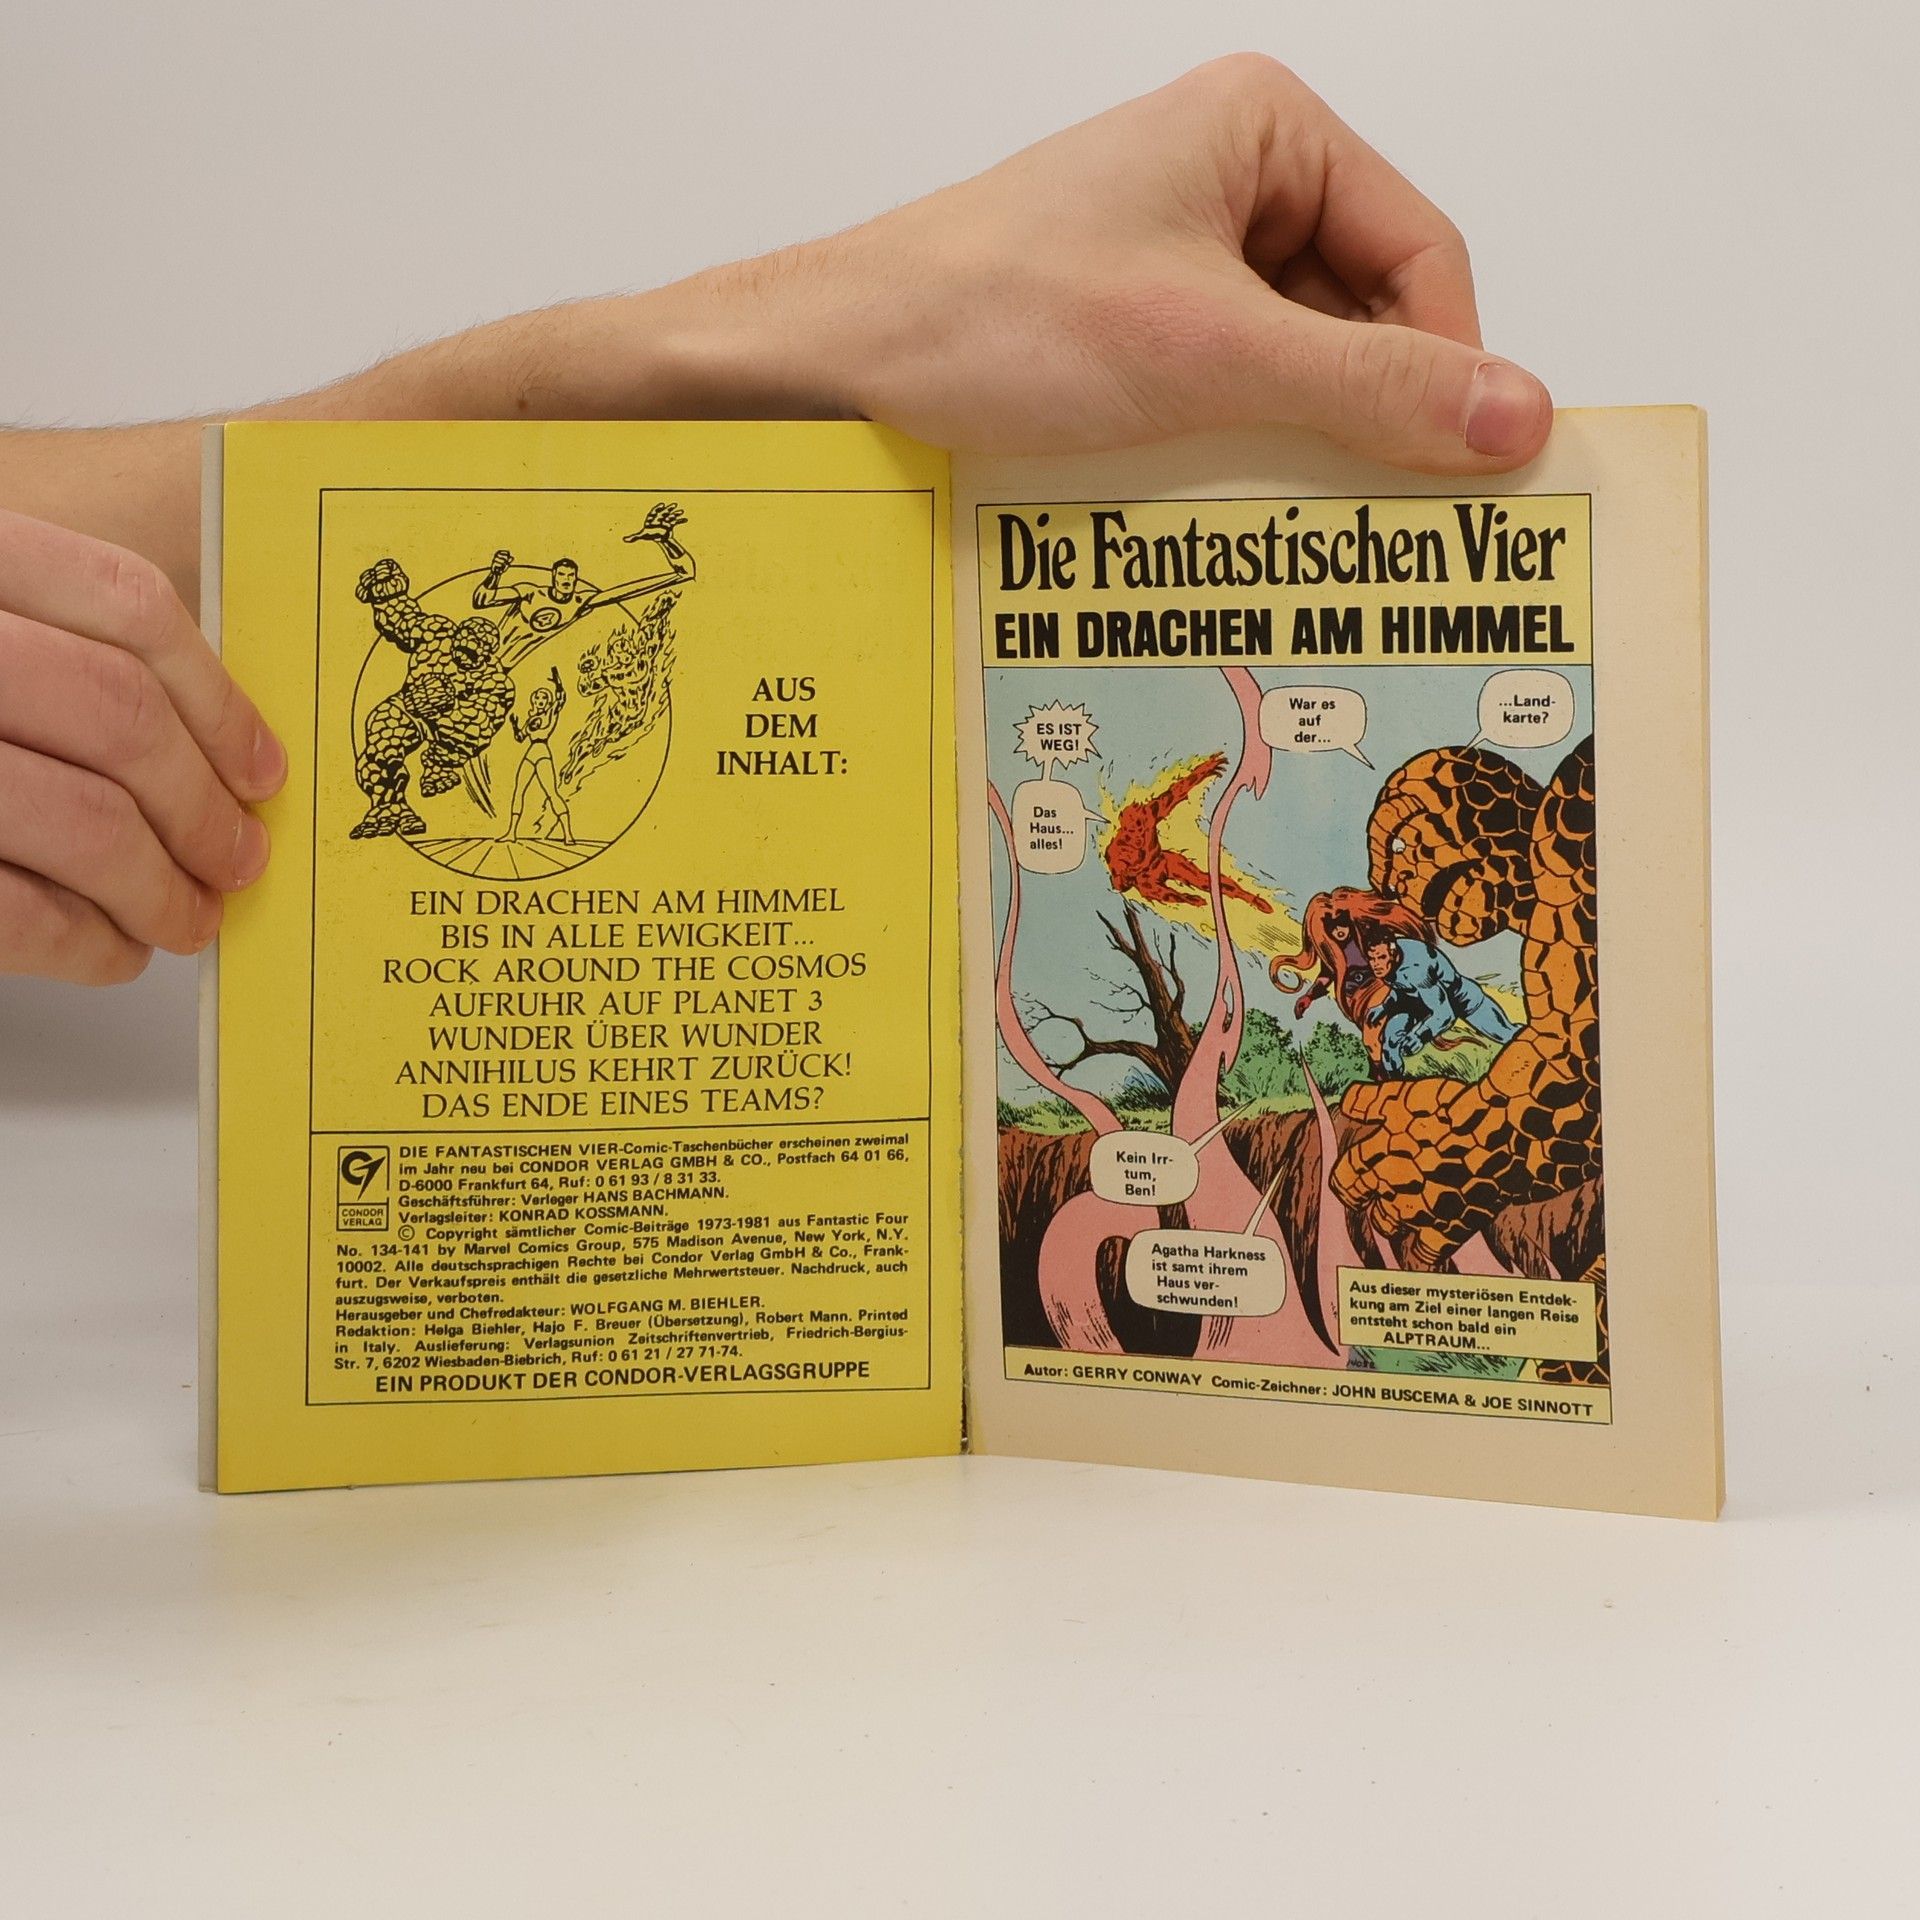 AUS
DEM
INHALT:
EIN DRACHEN AM HIMMEL
BIS IN ALLE EWIGKEIT...
ROCK AROUND THE COSMOS
AUFRUHR AUF PLANET 3
WUNDER ÜBER WUNDER
ANNIHILUS KEHRT ZURÜCK!
DAS ENDE EINES TEAMS?
CONDOR
VERLAG
DIE FANTASTISCHEN VIER-Comic-Taschenbücher erscheinen zweimal
im Jahr neu bei CONDOR VERLAG GMBH & CO., Postfach 64 01 66,
D-6000 Frankfurt 64, Ruf: 0 61 93 / 8 31 33.
Geschäftsführer: Verleger HANS BACHMANN.
Verlagsleiter: KONRAD KOSSMANN.
© Copyright sämtlicher Comic-Beiträge 1973-1981 aus Fantastic Four
No. 134-141 by Marvel Comics Group, 575 Madison Avenue, New York, N.Y.
10002. Alle deutschsprachigen Rechte bei Condor Verlag GmbH & Co., Frank-
furt. Der Verkaufspreis enthält die gesetzliche Mehrwertsteuer. Nachdruck, auch
auszugsweise, verboten.
Herausgeber und Chefredakteur: WOLFGANG M. BIEHLER.
Redaktion: Helga Biehler, Hajo F. Breuer (Übersetzung), Robert Mann. Printed
in Italy. Auslieferung: Verlagsunion Zeitschriftenvertrieb, Friedrich-Bergius-
Str. 7, 6202 Wiesbaden-Biebrich, Ruf: 0 61 21 / 27 71-74.
EIN PRODUKT DER CONDOR-VERLAGSGRUPPE
Die Fantastischen Vier
EIN DRACHEN AM HIMMEL
ES IST
WEG!
Das
Haus...
alles!
War es
auf
der...
...Land-
karte?
Kein Irr-
tum,
Ben!
Agatha Harkness
ist samt ihrem
Haus ver-
schwunden!
Aus dieser mysteriösen Entdek-
kung am Ziel einer langen Reise
entsteht schon bald ein
ALPTRAUM...
Autor: GERRY CONWAY Comic-Zeichner: JOHN BUSCEMA & JOE SINNOTT